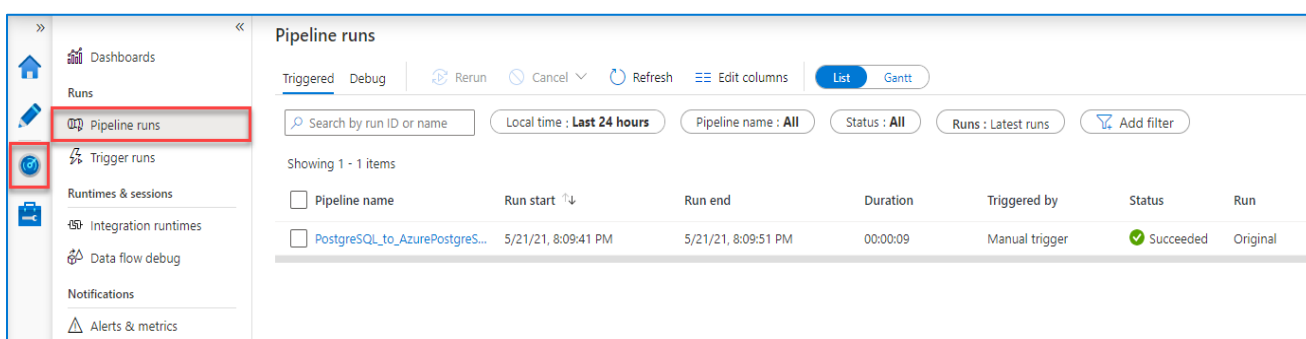 Dashboards
Runs
Pipeline runs
Trigger runs
Runtimes & sessions
Integration runtimes
Data flow debug
Notifications
Alerts & metrics
Pipeline runs
Triggered Debug Rerun Cancel Refresh Edit columns List Gantt
Search by run ID or name Local time : Last 24 hours Pipeline name : All Status : All Runs : Latest runs Add filter
Showing 1 - 1 items
Pipeline name Run start Run end Duration Triggered by Status Run
PostgreSQL_to_AzurePostgreS... 5/21/21, 8:09:41 PM 5/21/21, 8:09:51 PM 00:00:09 Manual trigger Succeeded Original